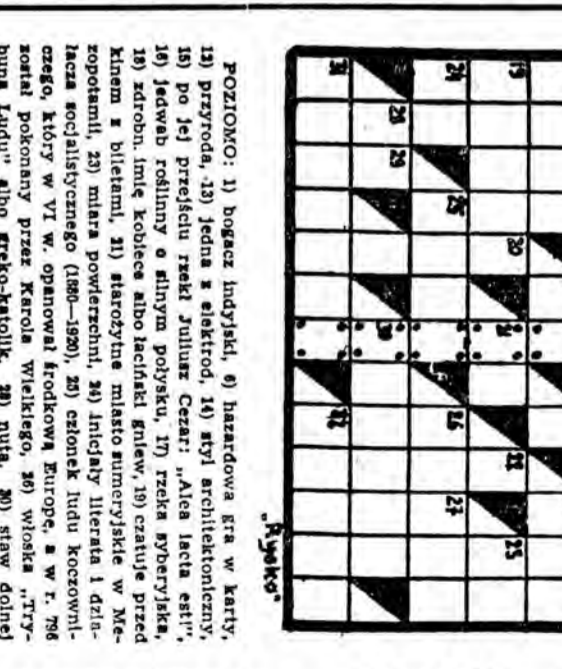 19
24
31
28
29
25
20
30
21
32
26
22
27
23
"Ryśko"
POZIOMO: 1) bogacz indyjski, 6) hazardowa gra w karty,
12) przyroda, 13) jedna z elektrod, 14) styl architektoniczny,
15) po jej przejściu rzekł Juliusz Cezar: „Alea iacta est!",
16) jedwab roślinny o silnym połysku, 17) rzeka syberyjska,
18) zdrobn. imię kobiece albo łaciński gniew, 19) czatuje przed
kinem z biletami, 21) starożytne miasto sumeryjskie w Me-
zopotamii, 23) miara powierzchni, 24) inicjały literata i dzia-
łacza socjalistycznego (1880—1920), 25) członek ludu koczowni-
czego, który w VI w. opanował środkową Europę, a w r. 796
został pokonany przez Karola Wielkiego, 26) włoska „Try-
buna Ludu" albo greko-katolik, 28) nuta, 30) staw dolnej